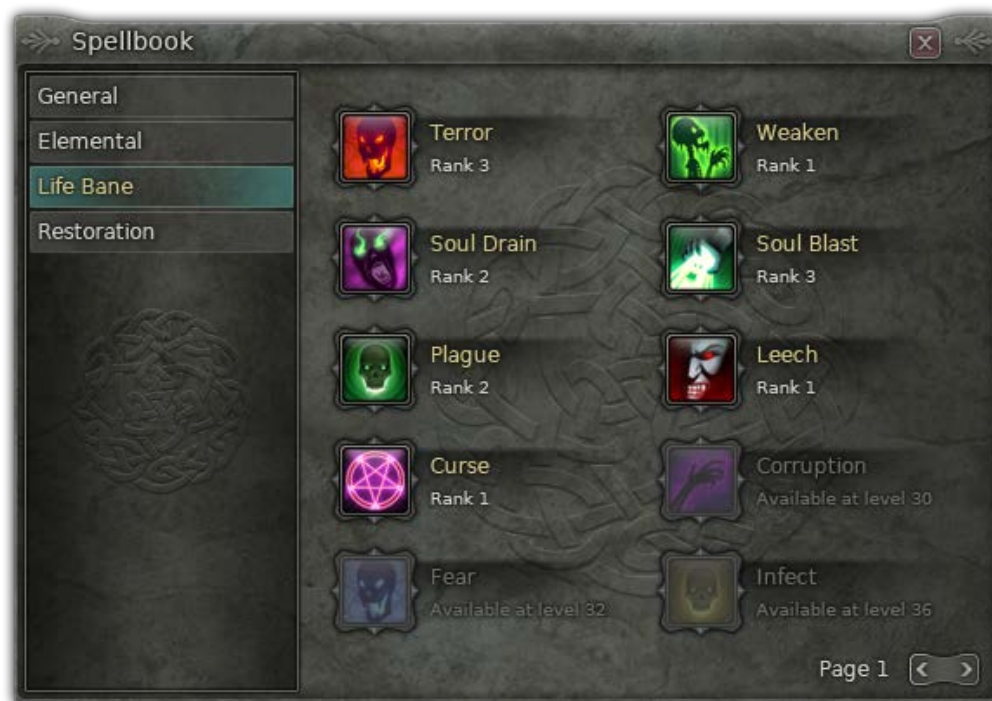 Spellbook
General
Elemental
Life Bane
Restoration
Terror
Rank 3
Weaken
Rank 1
Soul Drain
Rank 2
Soul Blast
Rank 3
Plague
Rank 2
Leech
Rank 1
Curse
Rank 1
Corruption
Available at level 30
Fear
Available at level 32
Infect
Available at level 36
Page 1